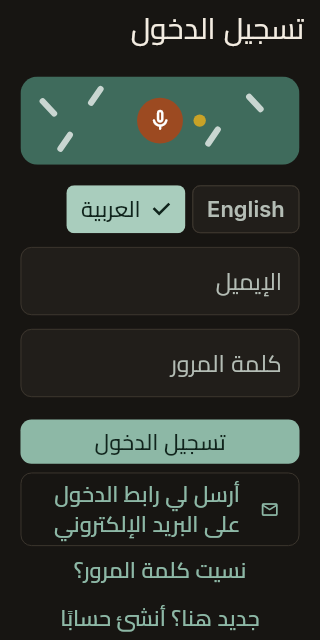 تسجيل الدخول
English
العربية
الإيميل
كلمة المرور
تسجيل الدخول
أرسل لي رابط الدخول
على البريد الإلكتروني
نسيت كلمة المرور؟
جديد هنا؟ أنشئ حسابًا